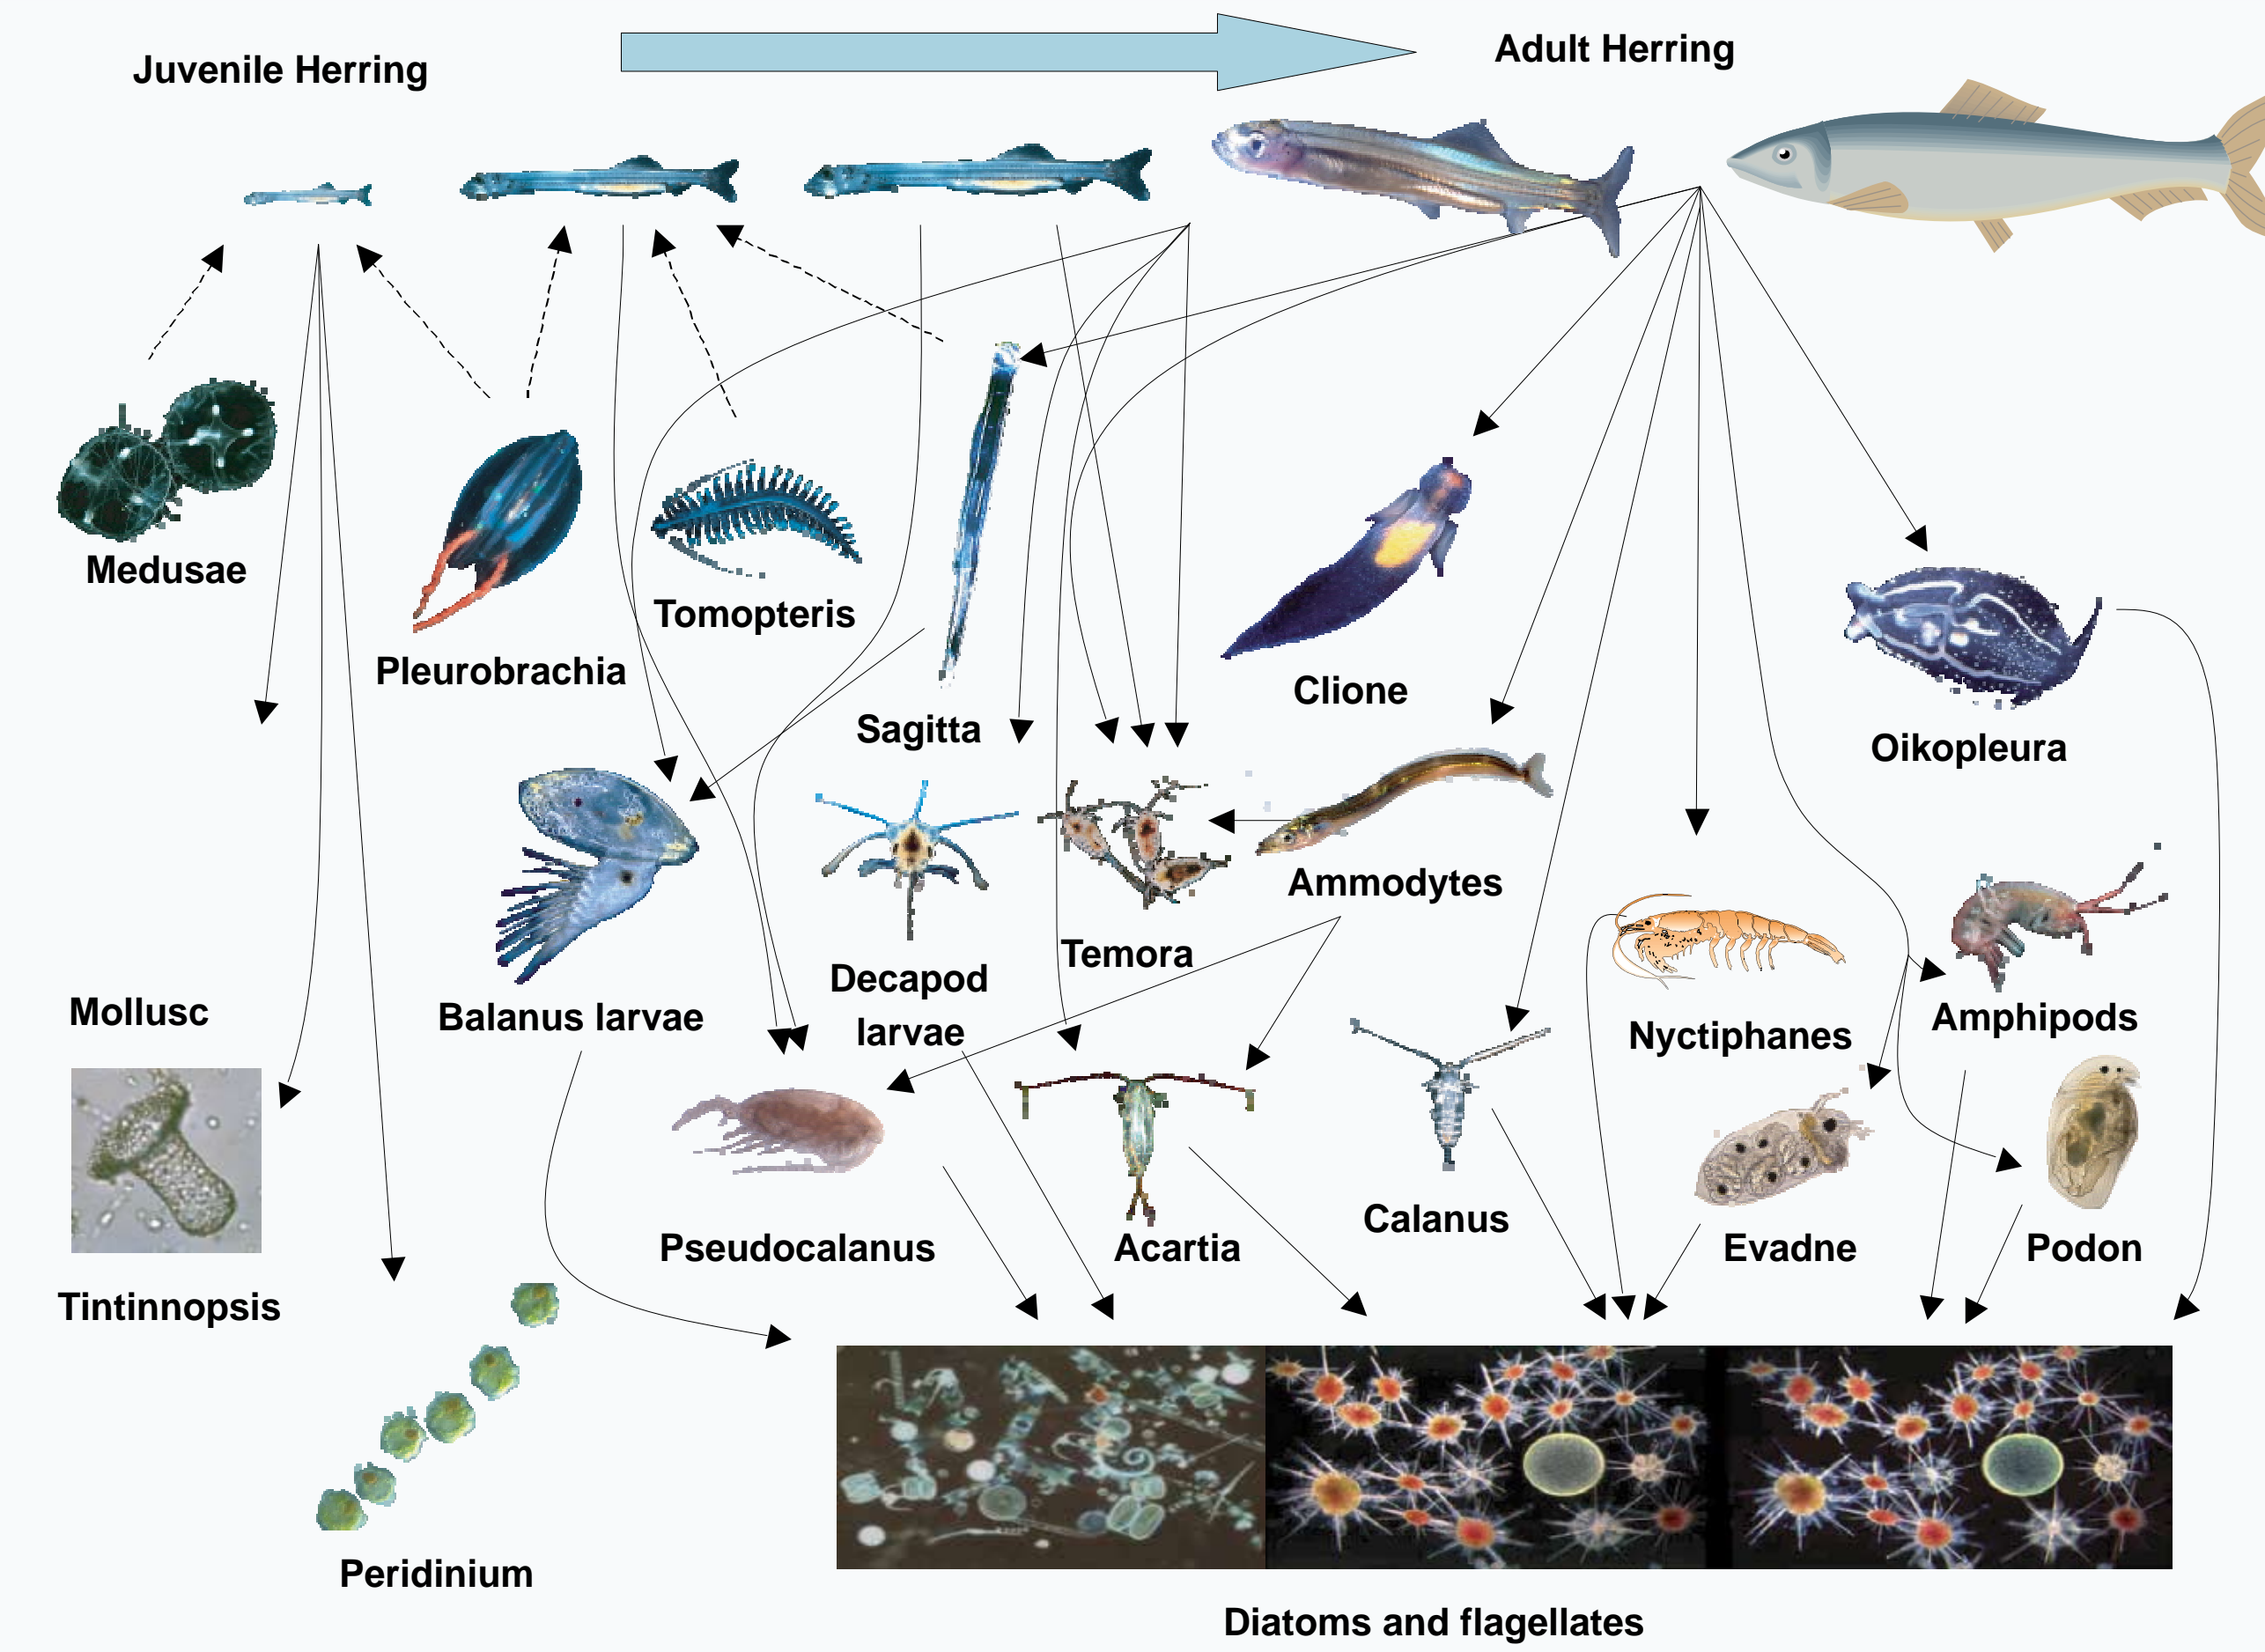 Juvenile Herring
Adult Herring
Medusae
Pleurobrachia
Tomopteris
Sagitta
Clione
Oikopleura
Mollusc
Balanus larvae
Decapod
larvae
Temora
Ammodytes
Nyctiphanes
Amphipods
Tintinnopsis
Pseudocalanus
Acartia
Calanus
Evadne
Podon
Peridinium
Diatoms and flagellates